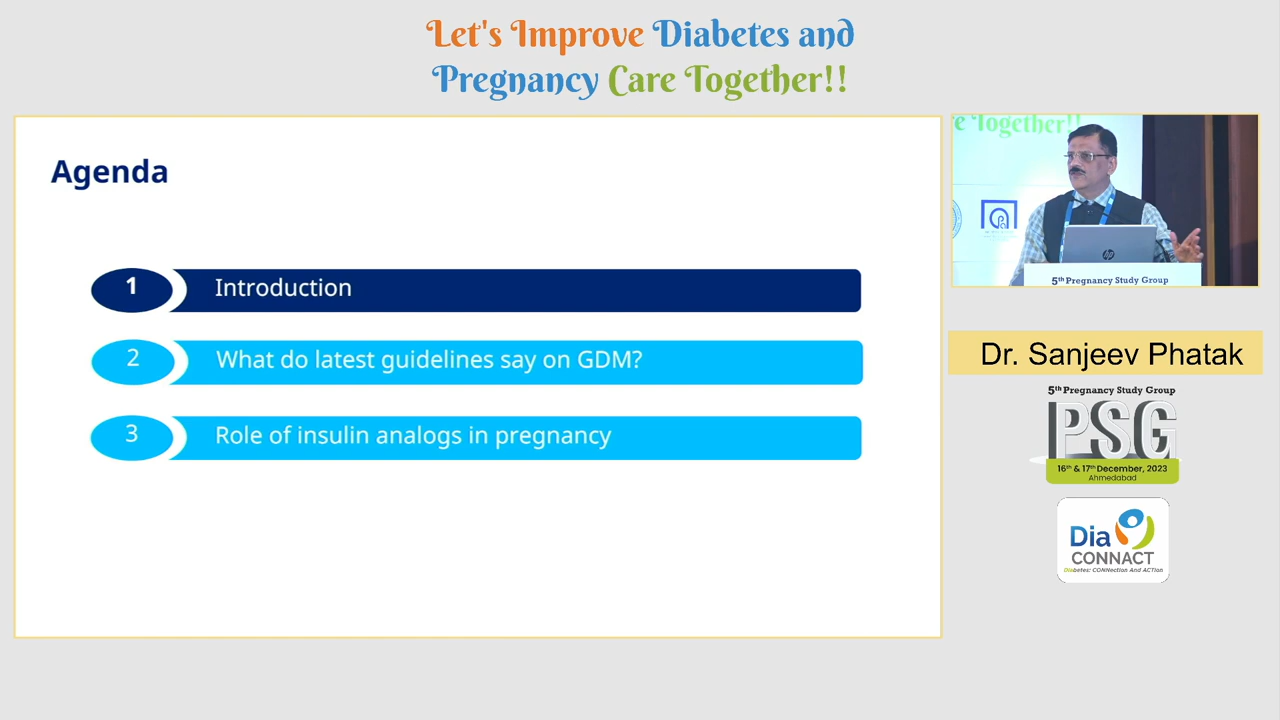 Let's Improve Diabetes and
Pregnancy Care Together!!
Agenda
1 Introduction
2 What do latest guidelines say on GDM?
3 Role of insulin analogs in pregnancy
e Together!!
hp
5th Pregnancy Study Group
Dr. Sanjeev Phatak
5th Pregnancy Study Group
PSG
16th & 17th December, 2023
Ahmedabad
Dia
CONNACT
Diabetes: CONNection And ACTion